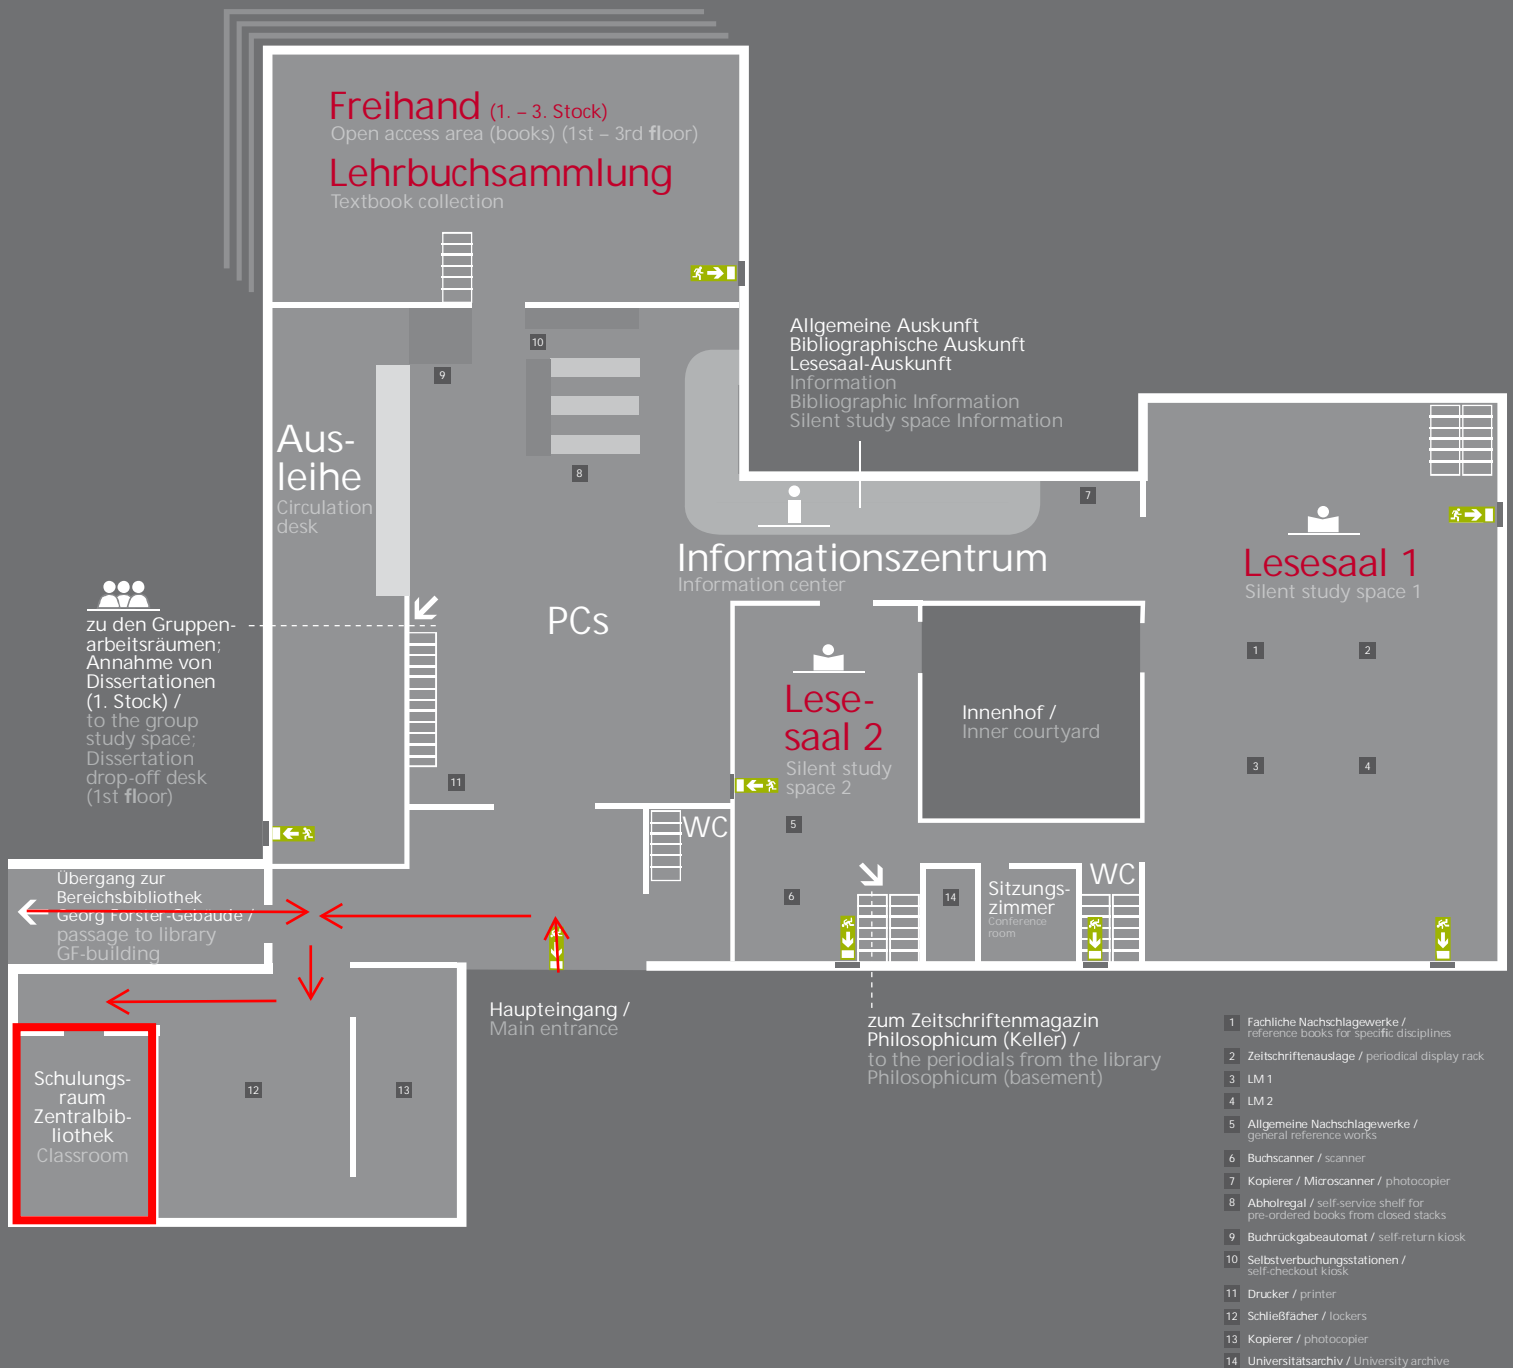 Freihand (1. – 3. Stock)
Open access area (books) (1st – 3rd floor)
Lehrbuchsammlung
Textbook collection
10
9
8
Aus-
leihe
Circulation
desk
Allgemeine Auskunft
Bibliographische Auskunft
Lesesaal-Auskunft
Information
Bibliographic Information
Silent study space Information
7
Informationszentrum
Information center
Lesesaal 1
Silent study space 1
1
2
3
4
zu den Gruppen-
arbeitsräumen;
Annahme von
Dissertationen
(1. Stock) /
to the group
study space;
Dissertation
drop-off desk
(1st floor)
PCs
11
Lese-
saal 2
Silent study
space 2
5
6
Innenhof /
Inner courtyard
WC
14
Sitzungs-
zimmer
Conference
room
WC
Übergang zur
Bereichsbibliothek
Georg Forster-Gebäude /
passage to library
GF-building
Haupteingang /
Main entrance
zum Zeitschriftenmagazin
Philosophicum (Keller) /
to the periodials from the library
Philosophicum (basement)
Schulungs-
raum
Zentralbib-
liothek
Classroom
12
13
1 Fachliche Nachschlagewerke /
reference books for specific disciplines
2 Zeitschriftenauslage / periodical display rack
3 LM 1
4 LM 2
5 Allgemeine Nachschlagewerke /
general reference works
6 Buchscanner / scanner
7 Kopierer / Microscanner / photocopier
8 Abholregal / self-service shelf for
pre-ordered books from closed stacks
9 Buchrückgabeautomat / self-return kiosk
10 Selbstverbuchungsstationen /
self-checkout kiosk
11 Drucker / printer
12 Schließfächer / lockers
13 Kopierer / photocopier
14 Universitätsarchiv / University archive